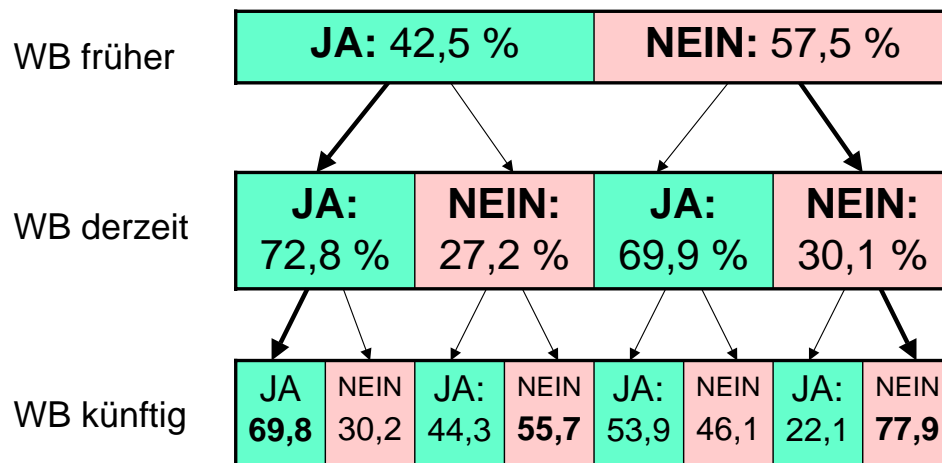 WB früher
JA: 42,5 %
NEIN: 57,5 %
WB derzeit
JA:
72,8 %
NEIN:
27,2 %
JA:
69,9 %
NEIN:
30,1 %
WB künftig
JA
69,8
NEIN
30,2
JA:
44,3
NEIN
55,7
JA:
53,9
NEIN
46,1
JA:
22,1
NEIN
77,9